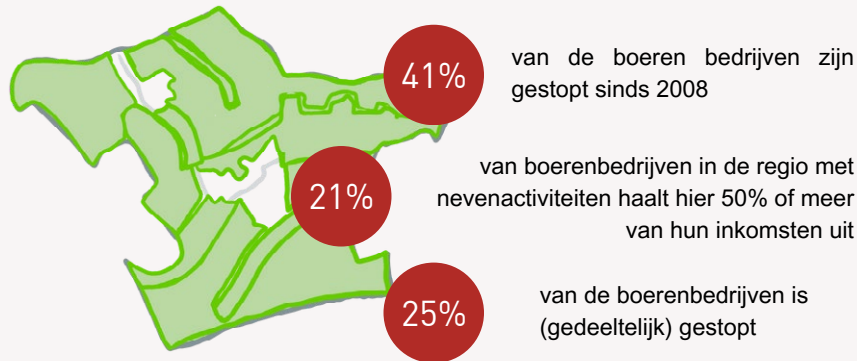 41%
van de boeren bedrijven zijn
gestopt sinds 2008
21%
van boerenbedrijven in de regio met
nevenactiviteiten haalt hier 50% of meer
van hun inkomsten uit
25%
van de boerenbedrijven is
(gedeeltelijk) gestopt